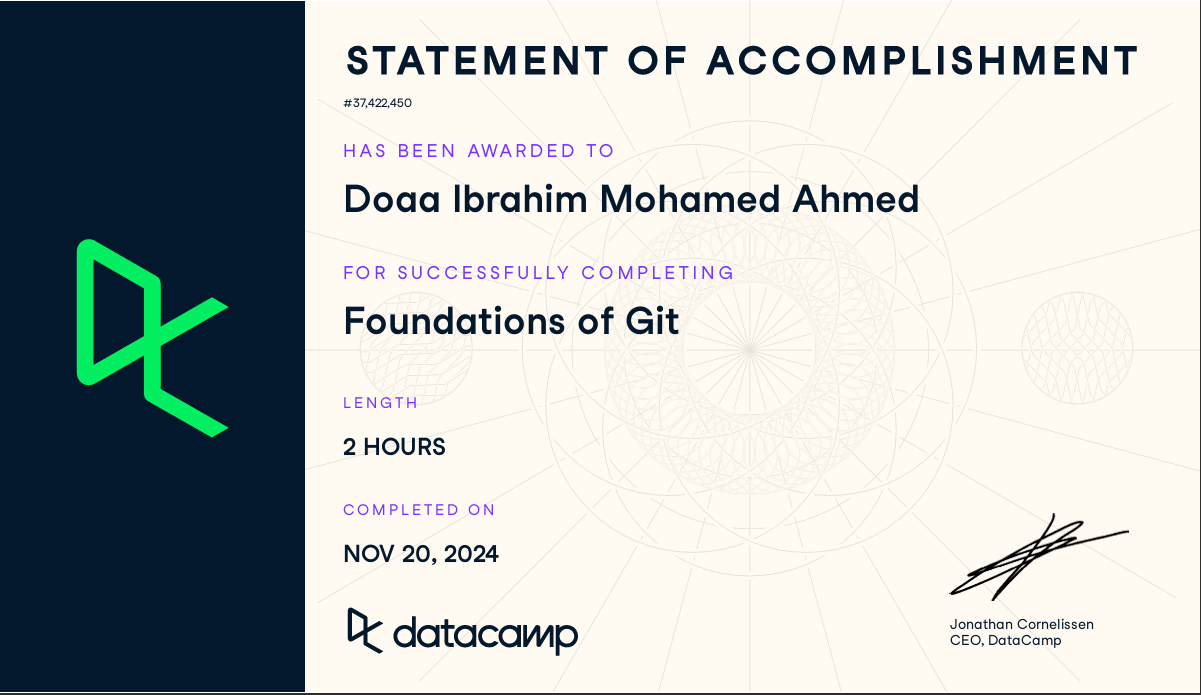 STATEMENT OF ACCOMPLISHMENT
#37,422,450
HAS BEEN AWARDED TO
Doaa Ibrahim Mohamed Ahmed
FOR SUCCESSFULLY COMPLETING
Foundations of Git
LENGTH
2 HOURS
COMPLETED ON
NOV 20, 2024
datacamp
Jonathan Cornelissen
CEO, DataCamp